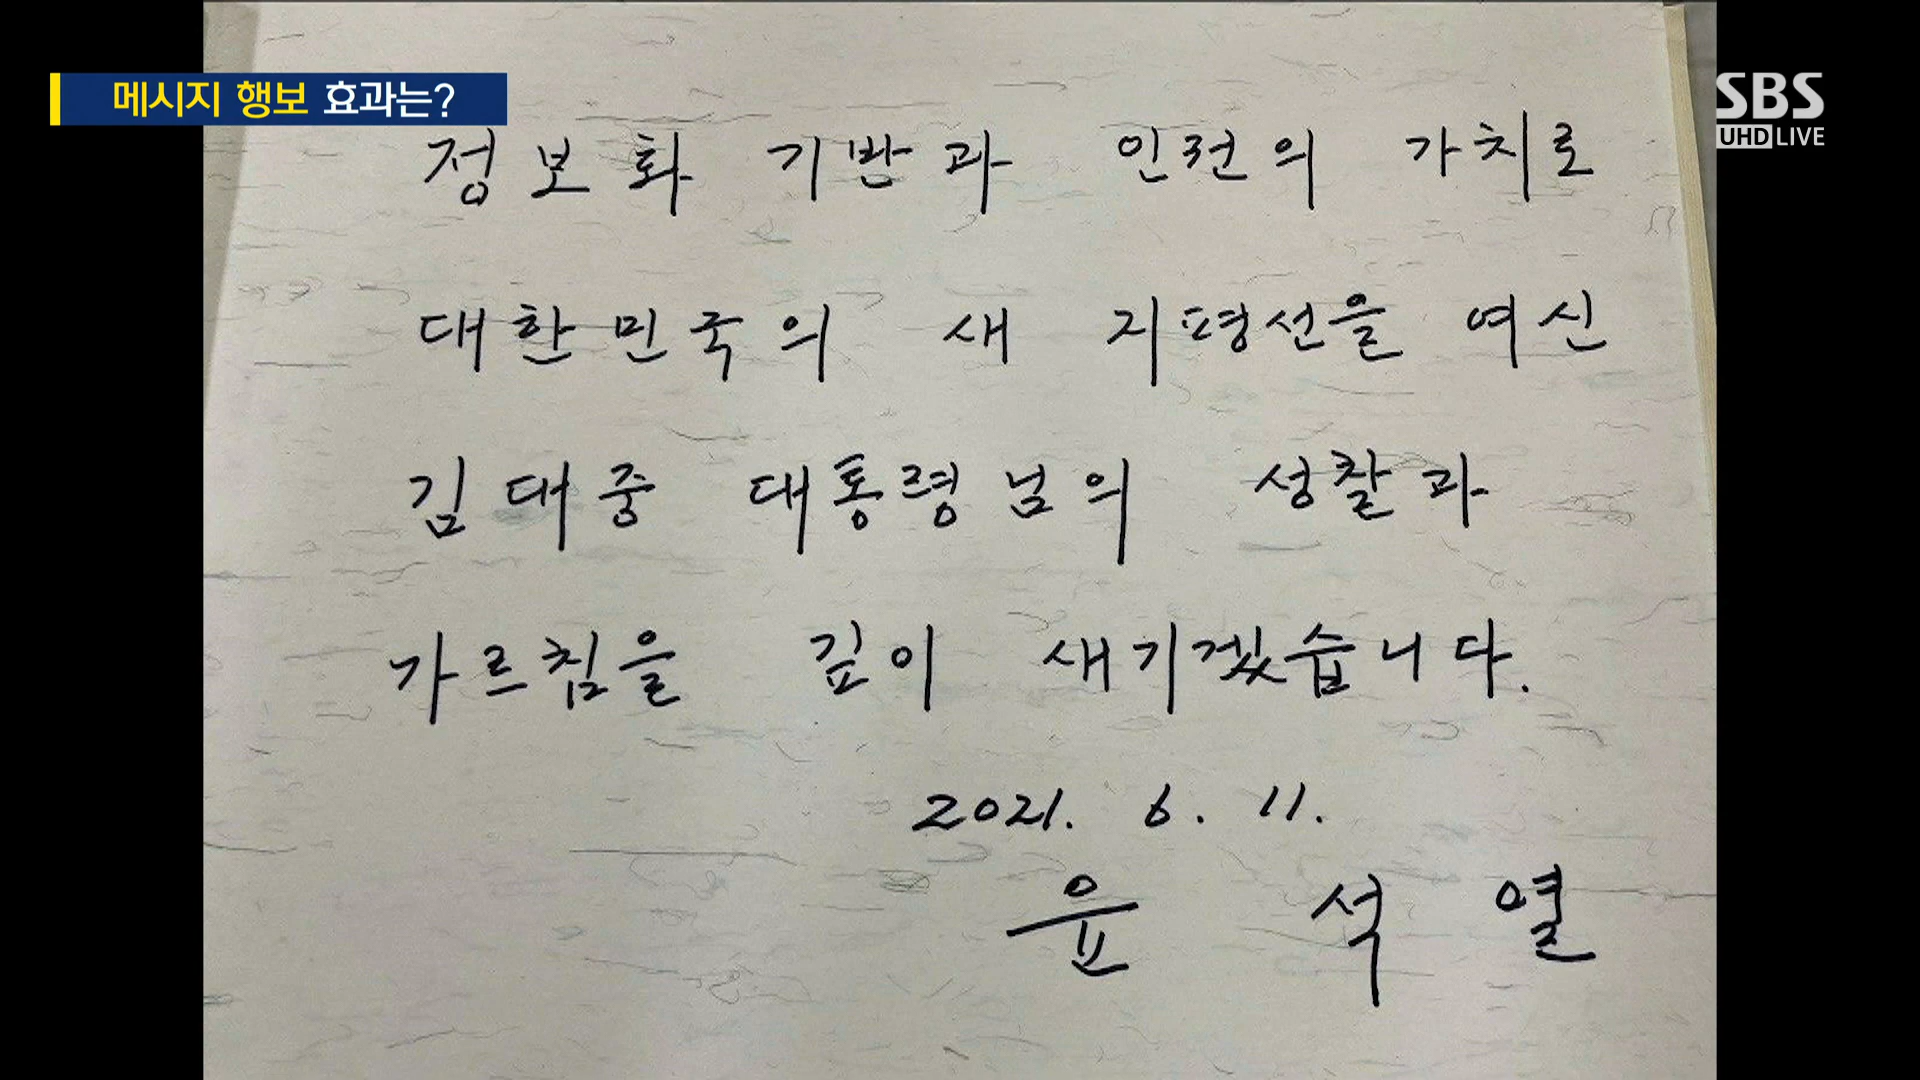 메시지 행보 효과는?
SBS
UHD LIVE
정보화 기반과 인권의 가치로
대한민국의 새 지평선을 여신
김대중 대통령님의 성찰과
가르침을 깊이 새기겠습니다.
2021. 6. 11.
윤석열